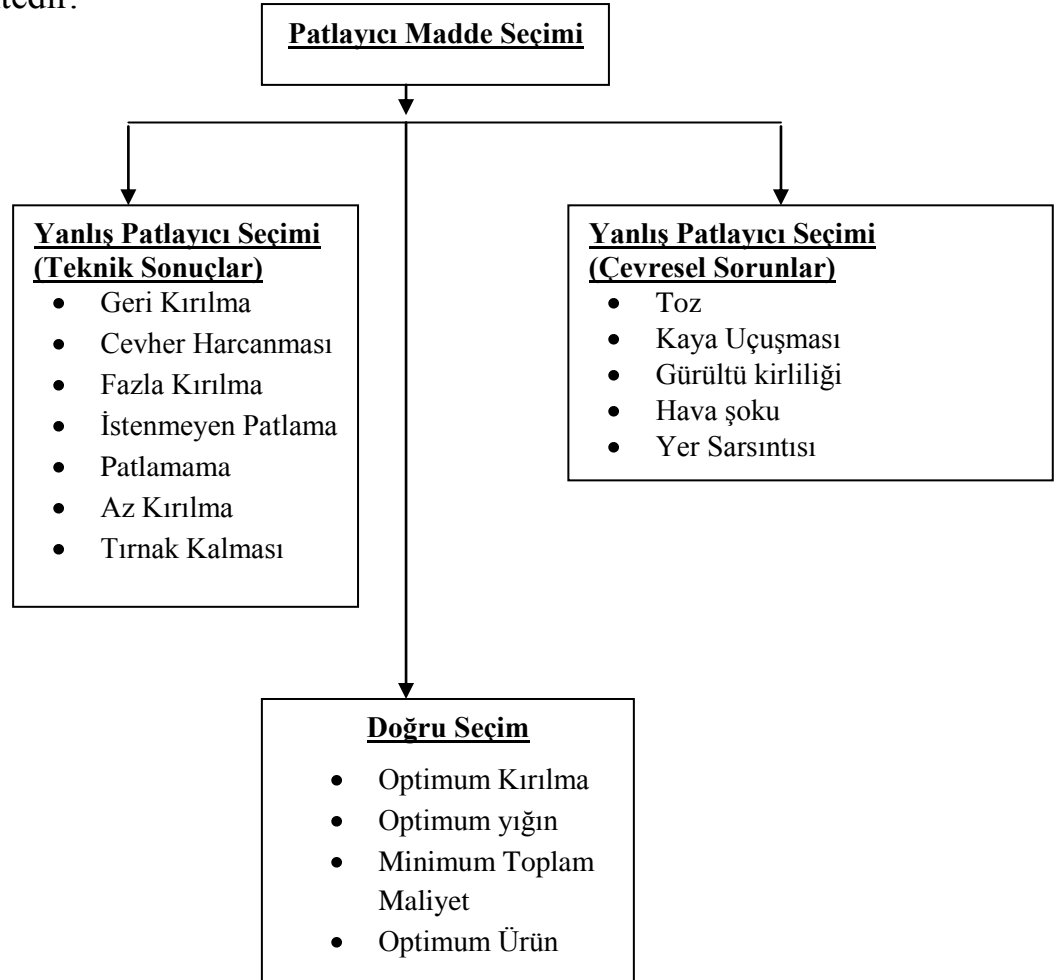 Patlayıcı Madde Seçimi
Yanlış Patlayıcı Seçimi
(Teknik Sonuçlar)
• Geri Kırılma
• Cevher Harcanması
• Fazla Kırılma
• İstenmeyen Patlama
• Patlamama
• Az Kırılma
• Tırnak Kalması
Yanlış Patlayıcı Seçimi
(Çevresel Sorunlar)
• Toz
• Kaya Uçuşması
• Gürültü kirliliği
• Hava şoku
• Yer Sarsıntısı
Doğru Seçim
• Optimum Kırılma
• Optimum yığın
• Minimum Toplam
Maliyet
• Optimum Ürün